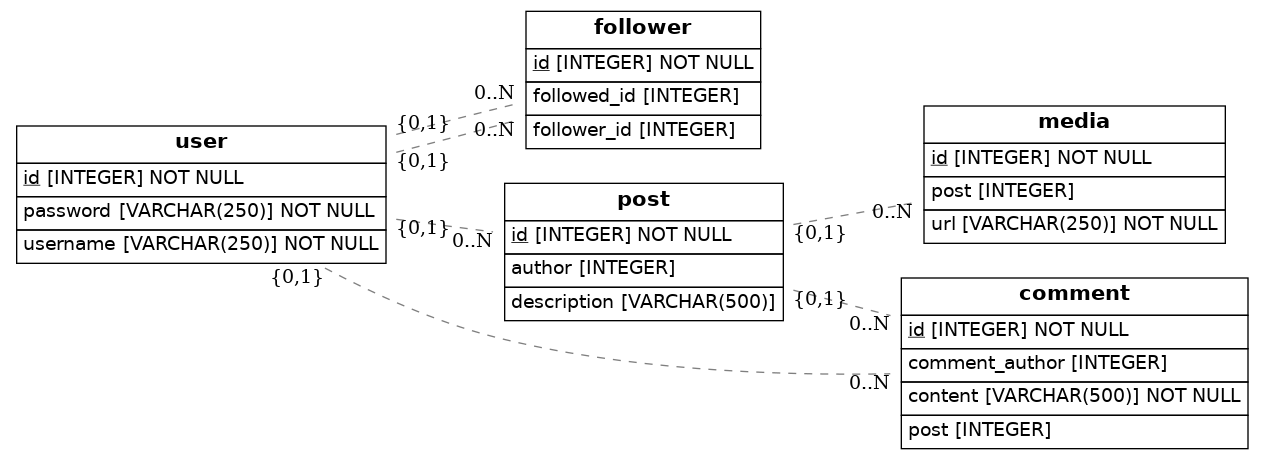 follower
id [INTEGER] NOT NULL
followed_id [INTEGER]
follower_id [INTEGER]
user
id [INTEGER] NOT NULL
password [VARCHAR(250)] NOT NULL
username [VARCHAR(250)] NOT NULL
0..N
{0,1}
0..N
{0,1}
post
id [INTEGER] NOT NULL
author [INTEGER]
description [VARCHAR(500)]
{0,1}
0..N
media
id [INTEGER] NOT NULL
post [INTEGER]
url [VARCHAR(250)] NOT NULL
0..N
{0,1}
comment
id [INTEGER] NOT NULL
comment_author [INTEGER]
content [VARCHAR(500)] NOT NULL
post [INTEGER]
{0,1}
0..N
{0,1}
0..N